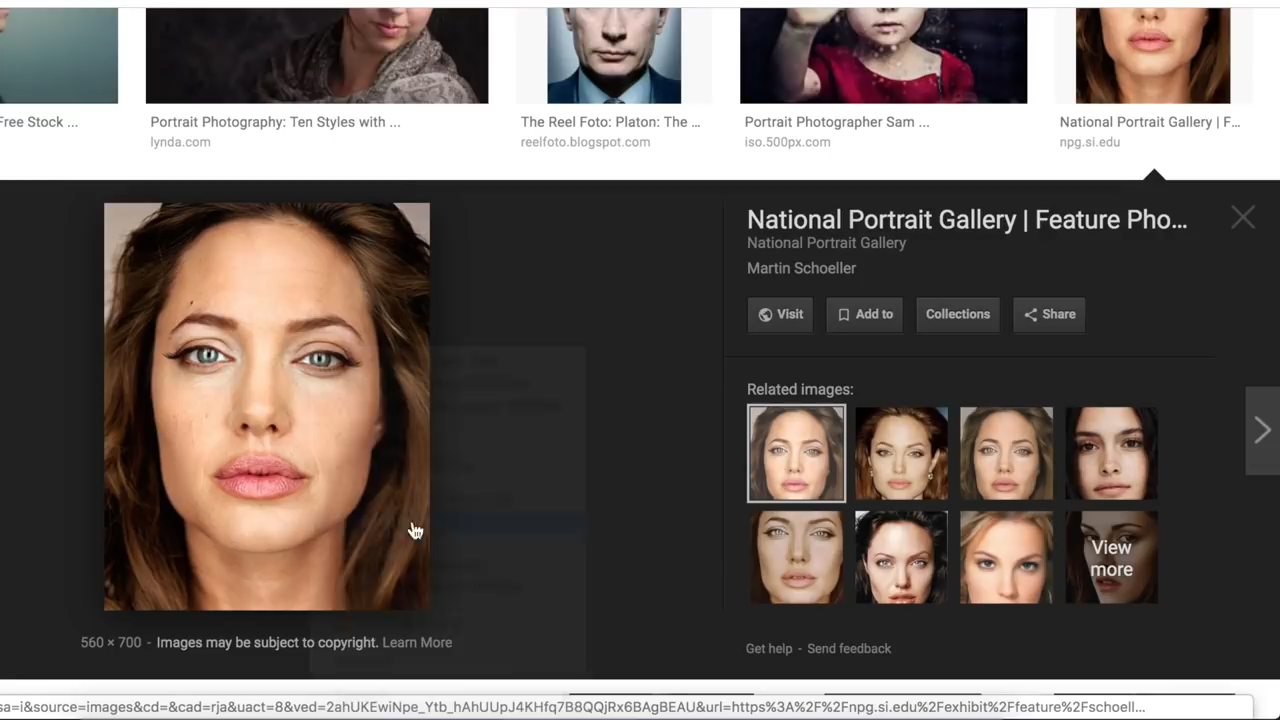 Free Stock ...
Portrait Photography: Ten Styles with ...
lynda.com
The Reel Foto: Platon: The ...
reelfoto.blogspot.com
Portrait Photographer Sam ...
iso.500px.com
National Portrait Gallery | F...
npg.si.edu
National Portrait Gallery | Feature Pho...
National Portrait Gallery
Martin Schoeller
Visit
Add to
Collections
Share
Related images:
View
more
560 × 700 - Images may be subject to copyright. Learn More
Get help - Send feedback
sa=i&source=images&cd=&cad=rja&uact=8&ved=2ahUKEwiNpe_Ytb_hAhUUpJ4KHfq7B8QQjRx6BAgBEAU&url=https%3A%2F%2Fnpg.si.edu%2Fexhibit%2Ffeature%2Fschoell...